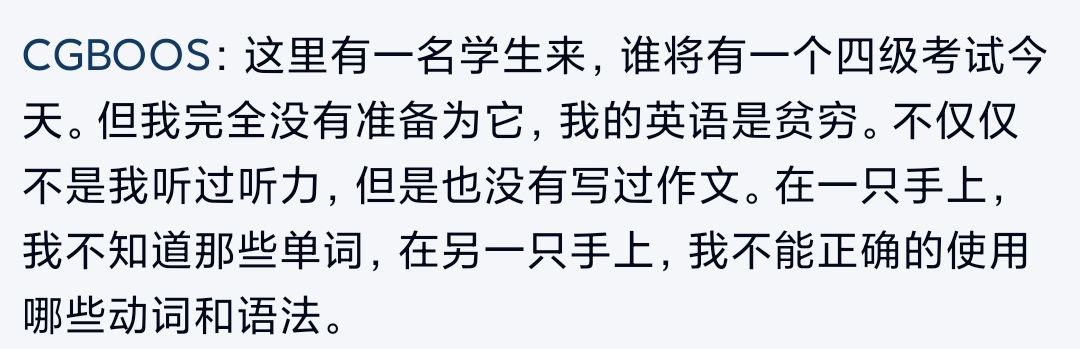 CGBOOS：这里有一名学生来，谁将有一个四级考试今
天。但我完全没有准备为它，我的英语是贫穷。不仅仅
不是我听过听力，但是也没有写过作文。在一只手上，
我不知道那些单词，在另一只手上，我不能正确的使用
哪些动词和语法。